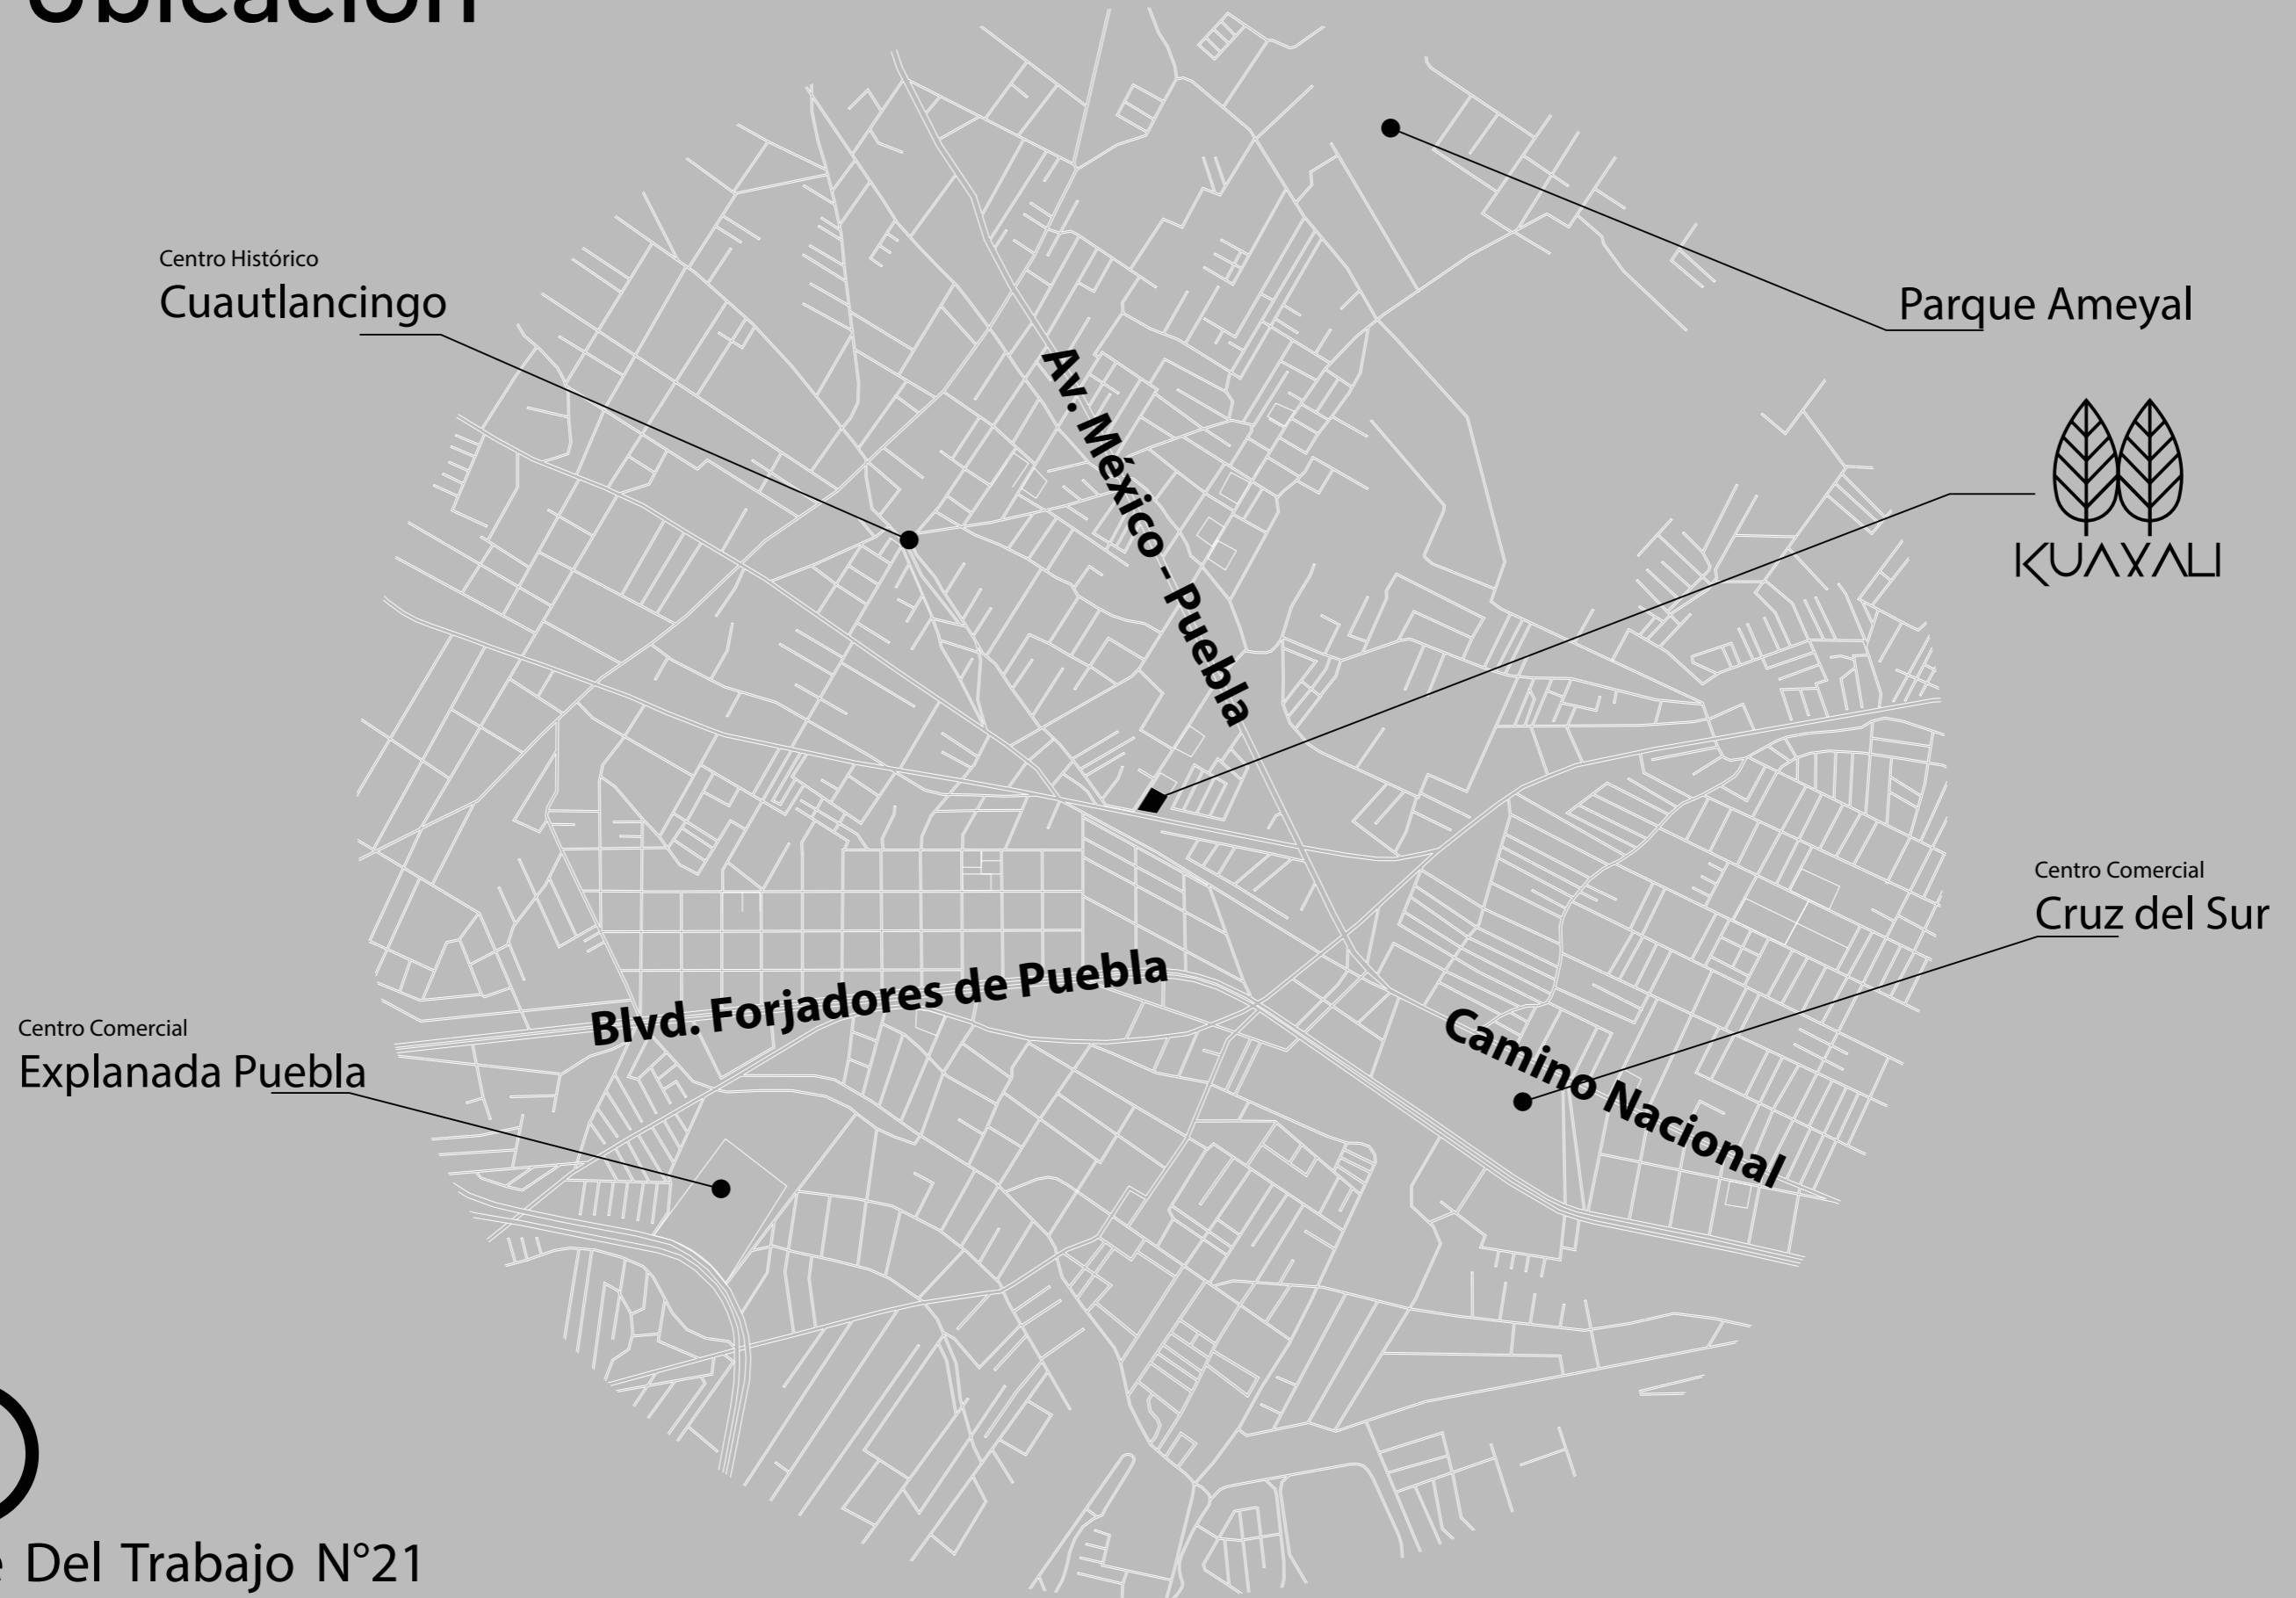 Ubicación
Centro Histórico
Cuautlancingo
Parque Ameyal
Av. México - Puebla
KUAXALI
Centro Comercial
Cruz del Sur
Blvd. Forjadores de Puebla
Camino Nacional
Centro Comercial
Explanada Puebla
Del Trabajo N°21